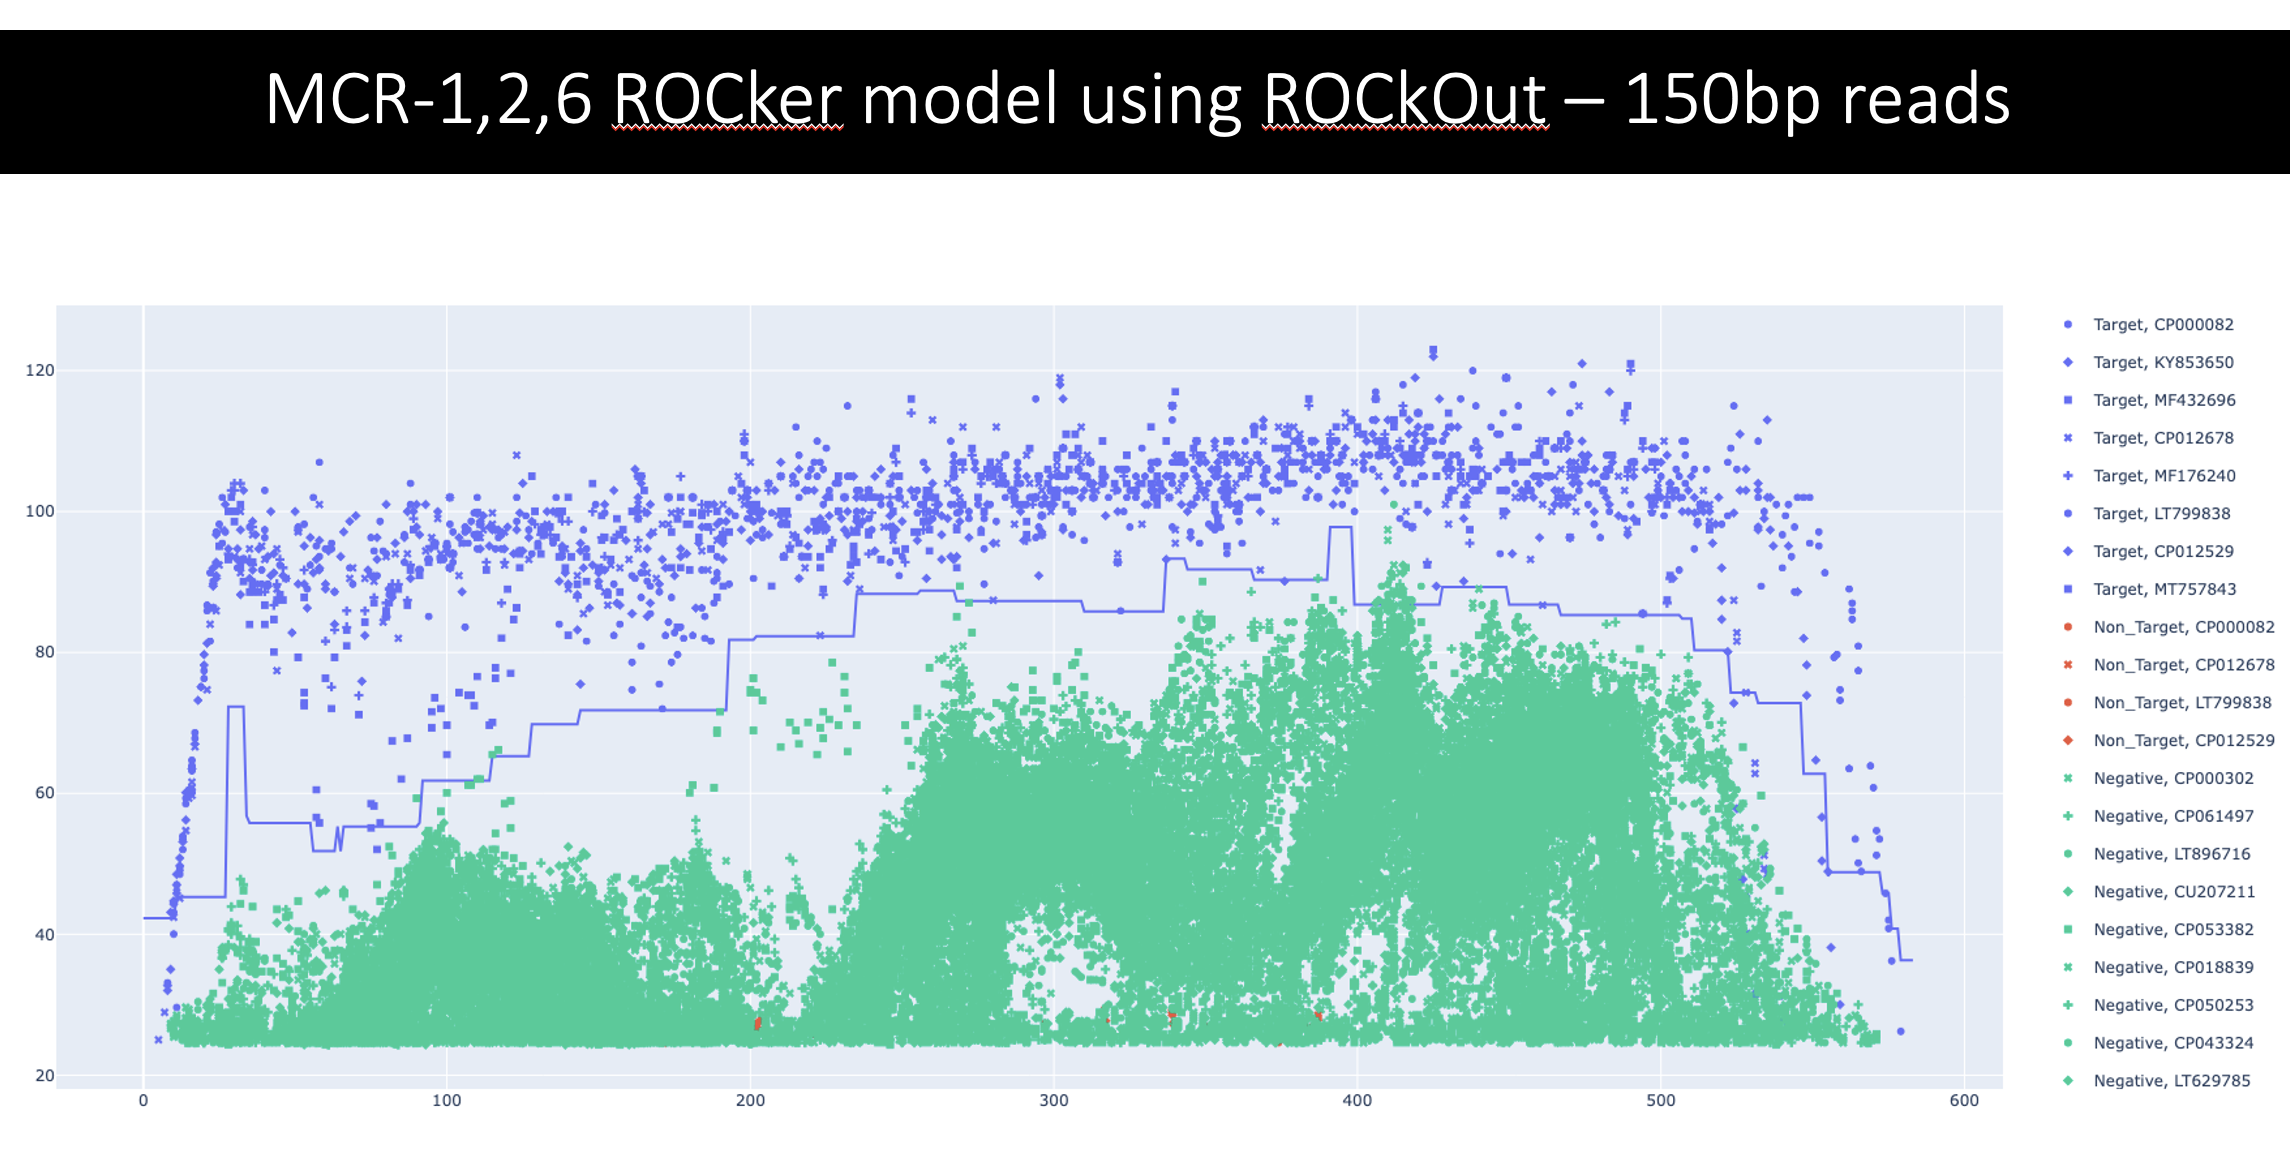 MCR-1,2,6 ROCker model using ROCkOut – 150bp reads
120
100
80
60
40
20
0 100 200 300 400 500 600
Target, CP000082
Target, KY853650
Target, MF432696
Target, CP012678
Target, MF176240
Target, LT799838
Target, CP012529
Target, MT757843
Non_Target, CP000082
Non_Target, CP012678
Non_Target, LT799838
Non_Target, CP012529
Negative, CP000302
Negative, CP061497
Negative, LT896716
Negative, CU207211
Negative, CP053382
Negative, CP018839
Negative, CP050253
Negative, CP043324
Negative, LT629785